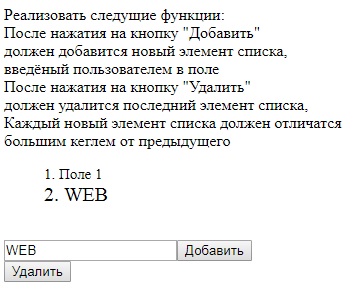 Реализовать следущие функции:
После нажатия на кнопку "Добавить"
должен добавится новый элемент списка,
введёный пользователем в поле
После нажатия на кнопку "Удалить"
должен удалится последний элемент списка,
Каждый новый элемент списка должен отличатся
большим кеглем от предыдущего
1. Поле 1
2. WEB
WEB Добавить
Удалить